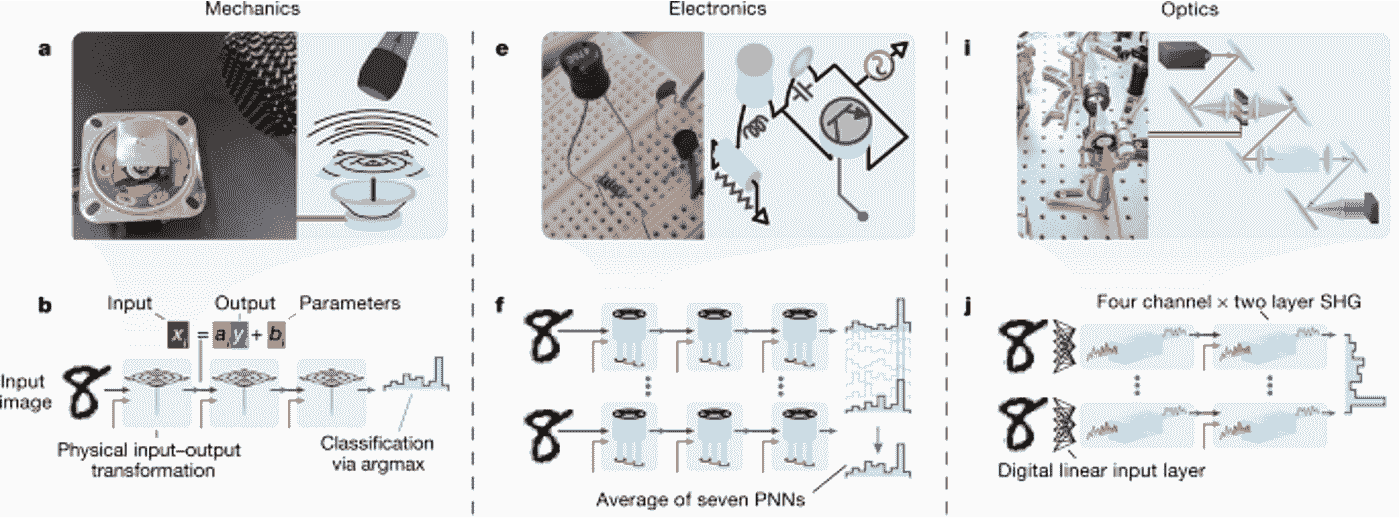 Mechanics
Electronics
Optics
a
e
i
b
Input
Output
Parameters
x_i = a_i y + b_i
Input
image
Physical input–output
transformation
Classification
via argmax
f
Average of seven PNNs
j
Four channel × two layer SHG
Digital linear input layer